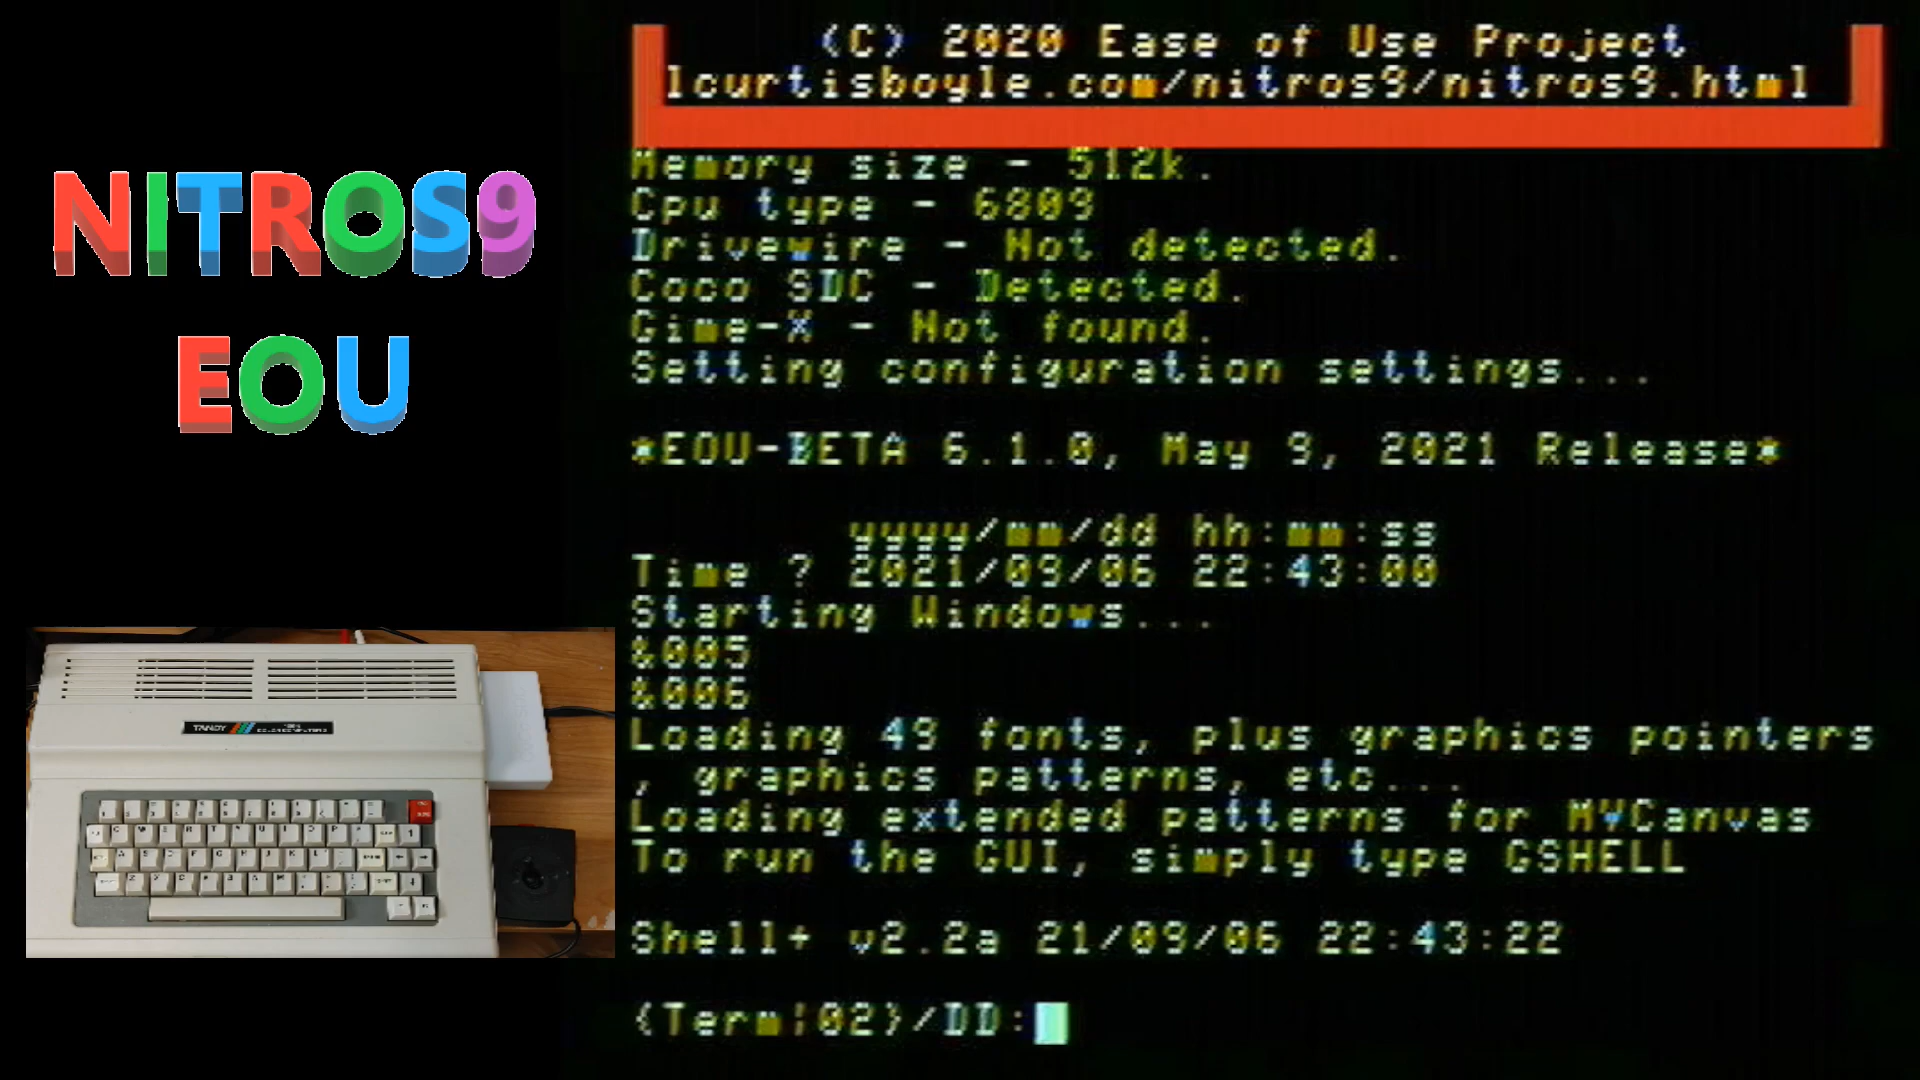 NITROS9
EOU
TANDY
(C) 2020 Ease of Use Project
lcurtisboyle.com/nitros9/nitros9.html
Memory size - 512k.
Cpu type - 6809
Drivewire - Not detected.
Coco SDC - Detected.
Gime-X - Not found.
Setting configuration settings...
*EOU-BETA 6.1.0, May 9, 2021 Release*
yyyy/mm/dd hh:mm:ss
Time ? 2021/09/06 22:43:00
Starting Windows...
&005
&006
Loading 49 fonts, plus graphics pointers
, graphics patterns, etc...
Loading extended patterns for MVCanvas
To run the GUI, simply type GSHELL
Shell+ v2.2a 21/09/06 22:43:22
{Term|02}/DD: